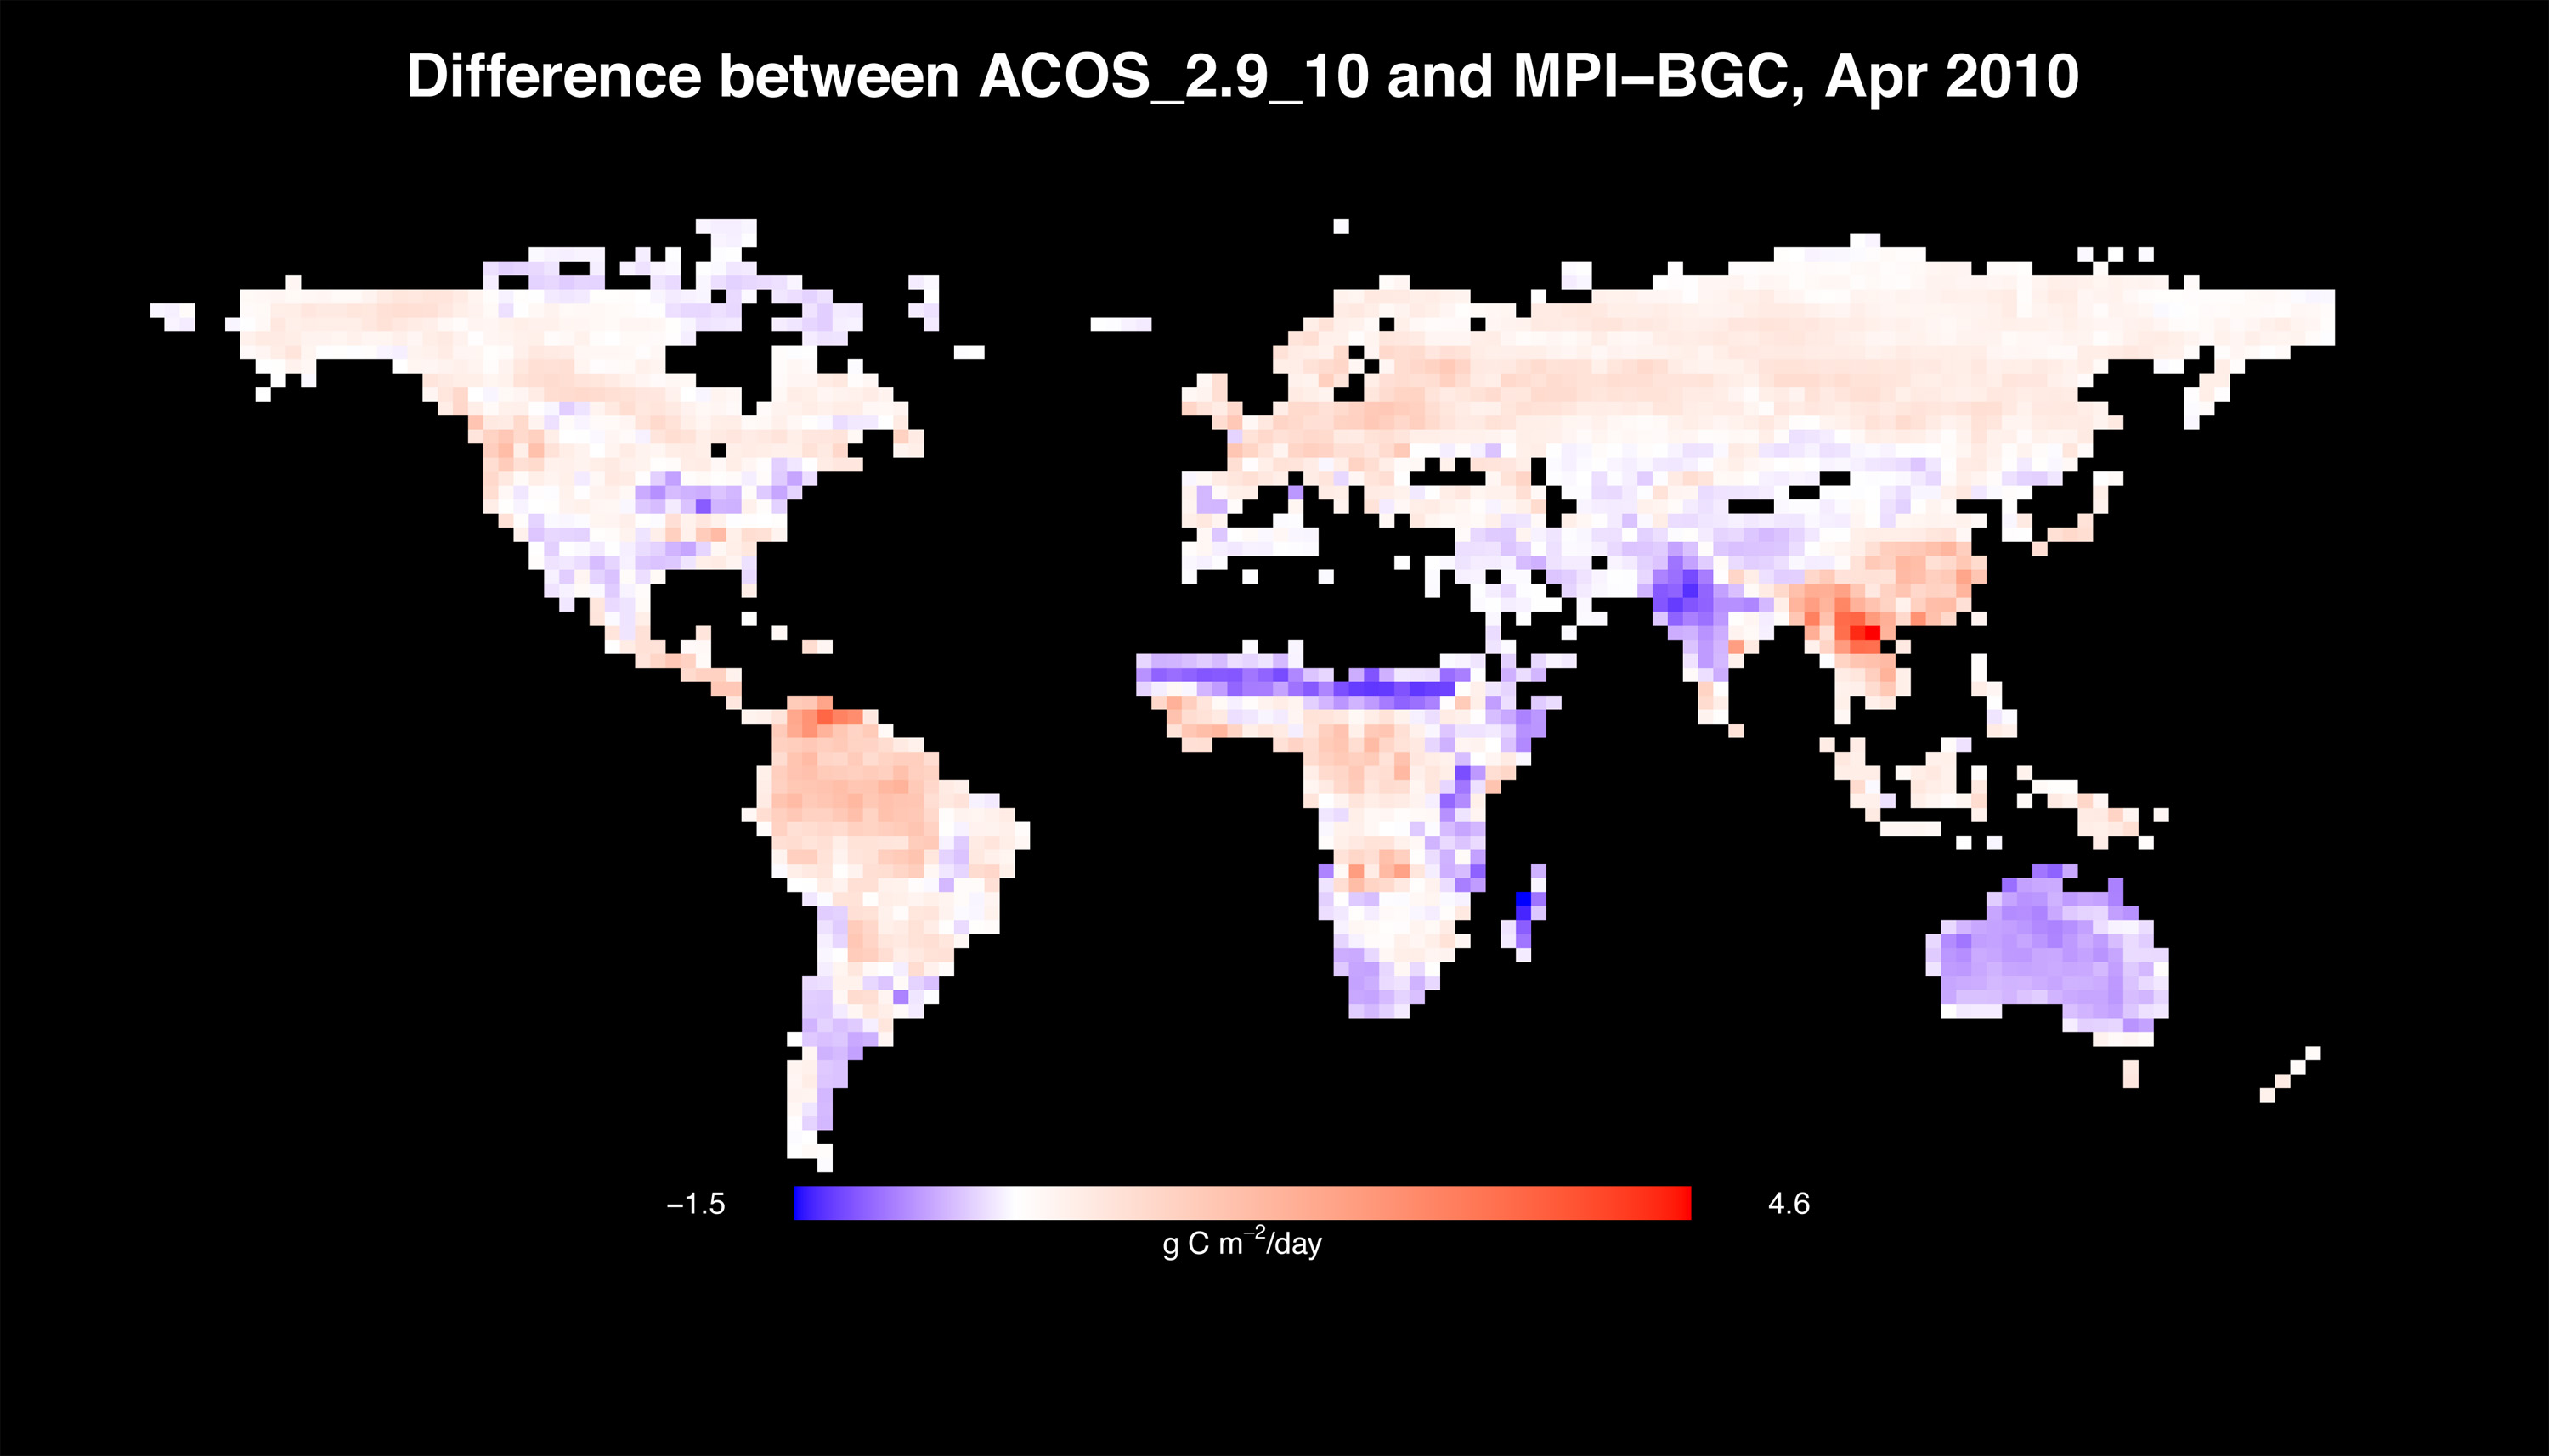 Difference between ACOS_2.9_10 and MPI−BGC, Apr 2010
−1.5
4.6
g C m⁻²/day